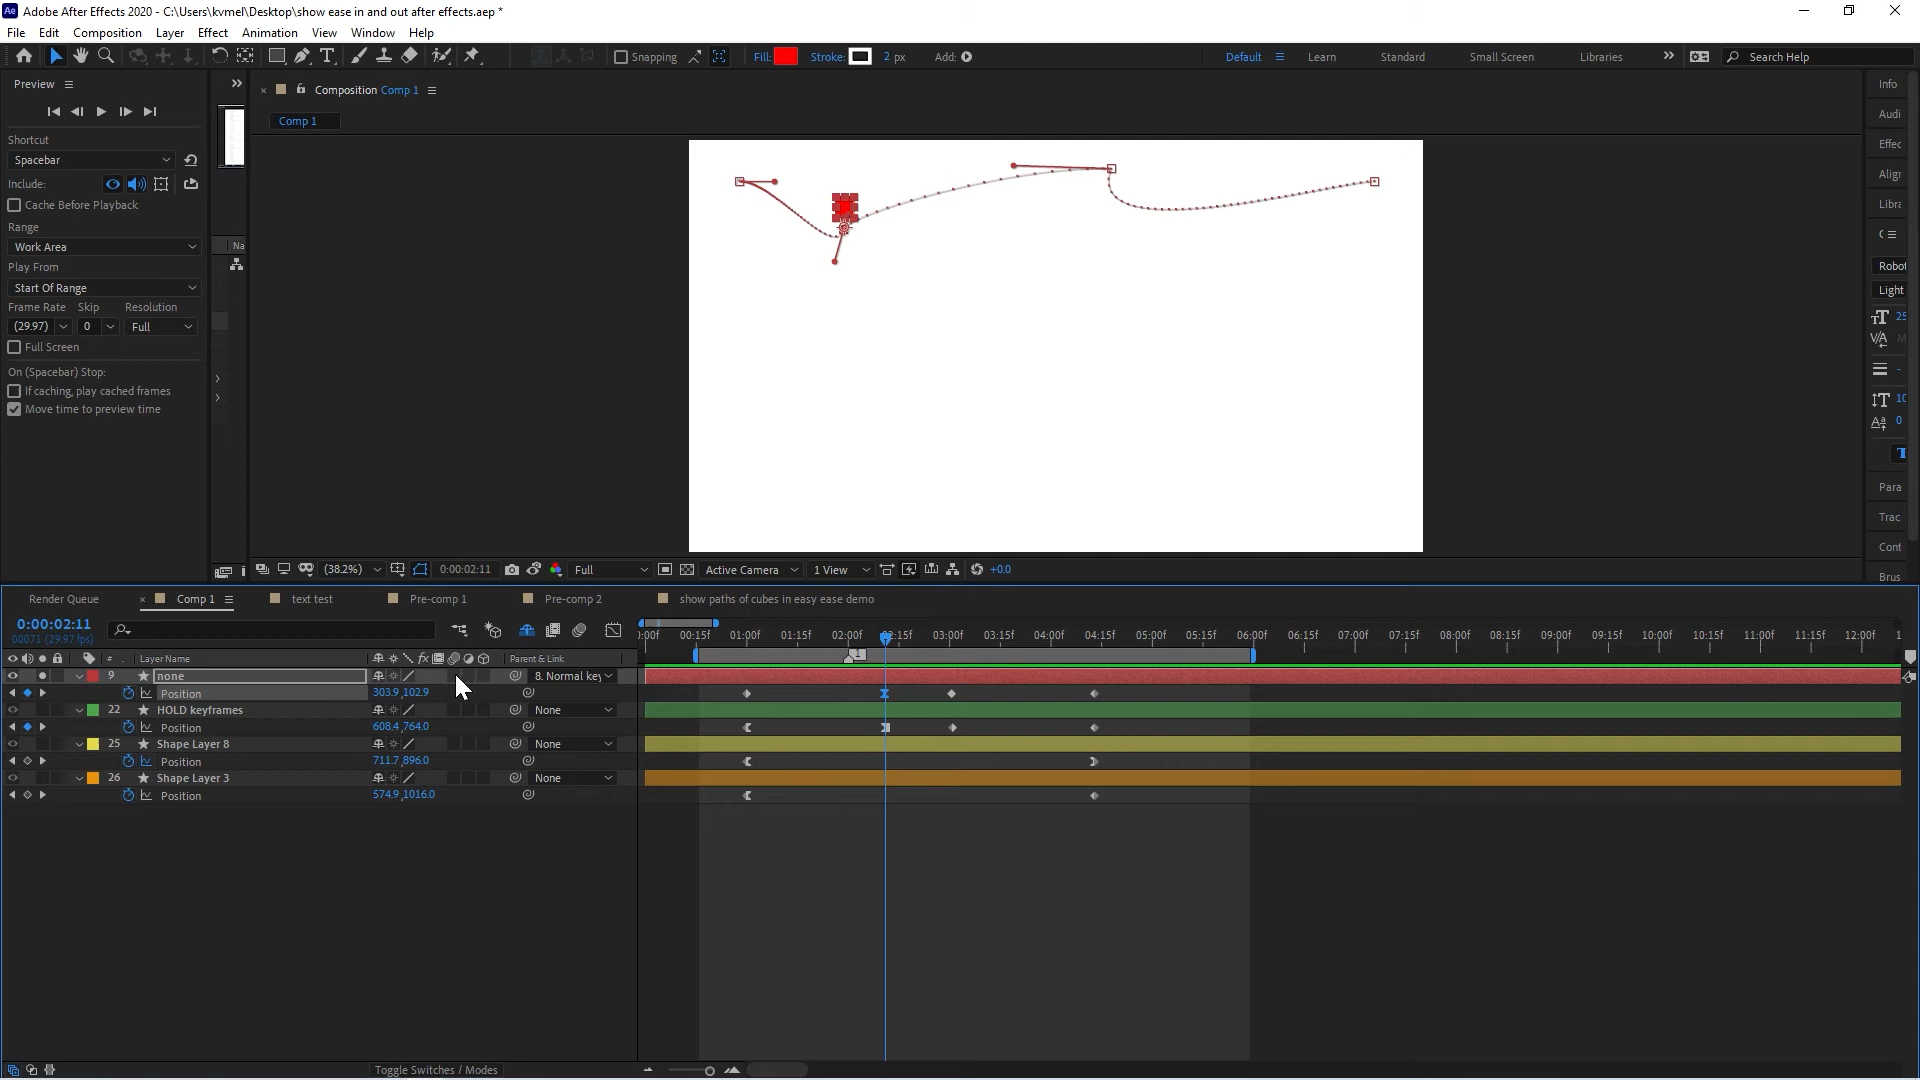 Adobe After Effects 2020 - C:\Users\kvmel\Desktop\show ease in and out after effects.aep *
File Edit Composition Layer Effect Animation View Window Help
Snapping Fill: Stroke: 2 px Add: Default Learn Standard Small Screen Libraries Search Help
Preview
Composition Comp 1
Comp 1
Shortcut
Spacebar
Include:
Cache Before Playback
Range
Work Area
Play From
Start Of Range
Frame Rate Skip Resolution
(29.97) 0 Full
Full Screen
On (Spacebar) Stop:
If caching, play cached frames
Move time to preview time
Na
Info
Audi
Effec
Align
Libra
Robot
Light
25
10
0
Para
Trac
Cont
Brus
(38.2%) 0:00:02:11 Full Active Camera 1 View +0.0
Render Queue Comp 1 text test Pre-comp 1 Pre-comp 2 show paths of cubes in easy ease demo
0:00:02:11
00071 (29.97 fps)
:00f 00:15f 01:00f 01:15f 02:00f 02:15f 03:00f 03:15f 04:00f 04:15f 05:00f 05:15f 06:00f 06:15f 07:00f 07:15f 08:00f 08:15f 09:00f 09:15f 10:00f 10:15f 11:00f 11:15f 12:00f 1
# Layer Name fx Parent & Link
1
9 none 8. Normal key
Position 303.9,102.9
22 HOLD keyframes None
Position 608.4,764.0
25 Shape Layer 8 None
Position 711.7,896.0
26 Shape Layer 3 None
Position 574.9,1016.0
Toggle Switches / Modes